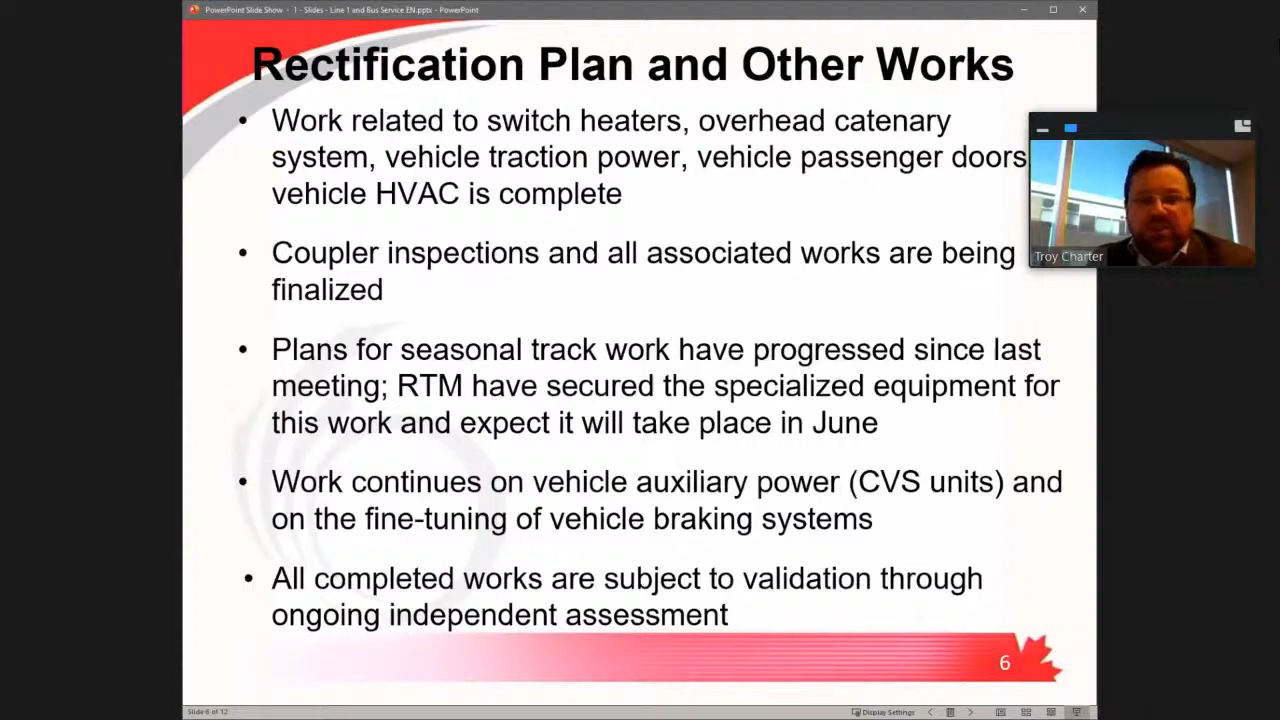 PowerPoint Slide Show - 1 - Slides - Line 1 and Bus Service EN.pptx - PowerPoint
Rectification Plan and Other Works
• Work related to switch heaters, overhead catenary
system, vehicle traction power, vehicle passenger doors
vehicle HVAC is complete
• Coupler inspections and all associated works are being
finalized
• Plans for seasonal track work have progressed since last
meeting; RTM have secured the specialized equipment for
this work and expect it will take place in June
• Work continues on vehicle auxiliary power (CVS units) and
on the fine-tuning of vehicle braking systems
• All completed works are subject to validation through
ongoing independent assessment
6
Troy Charter
Slide 6 of 12
Display Settings